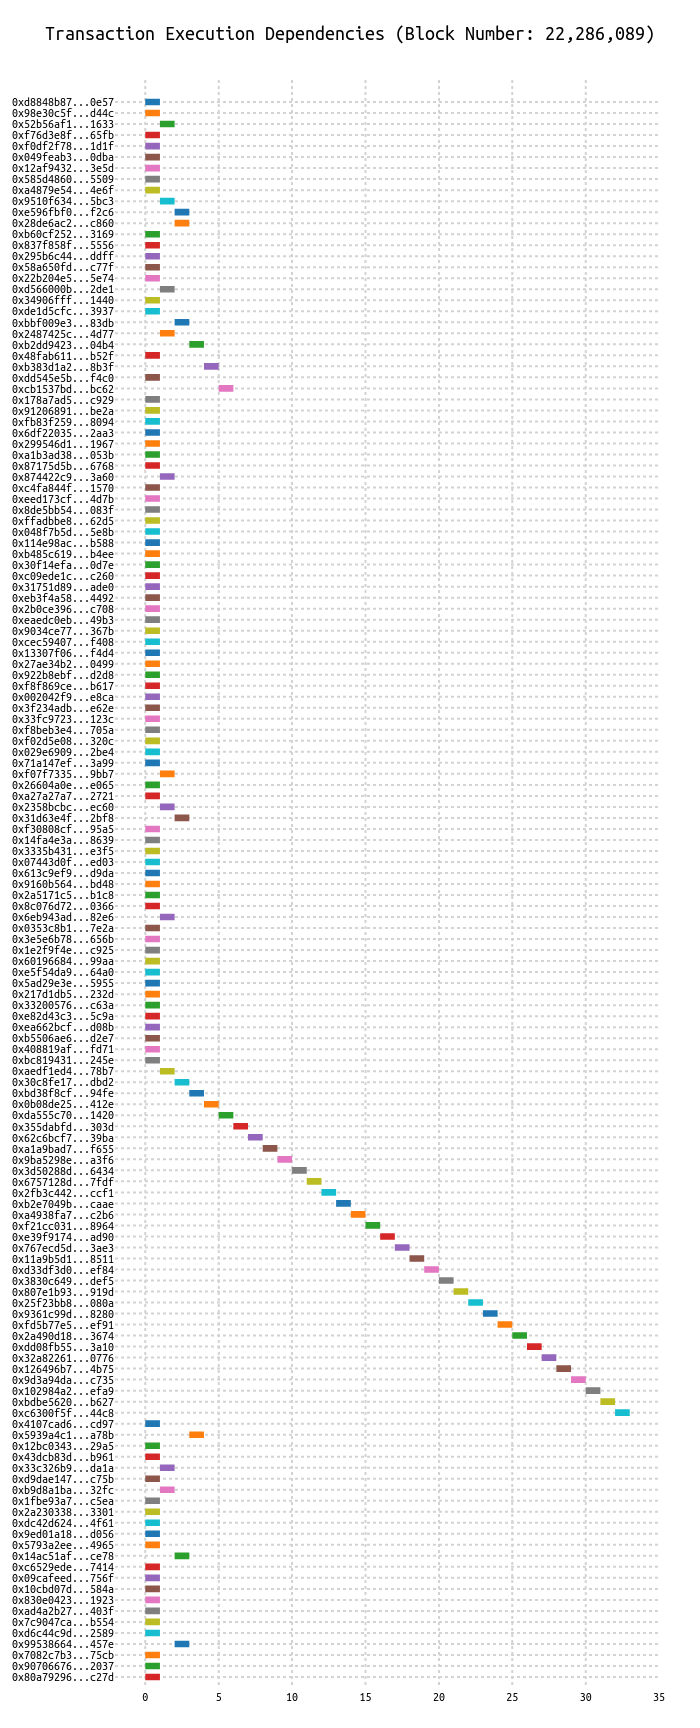 Transaction Execution Dependencies (Block Number: 22,286,089)
0xd8848b87...0e57
0x98e30c5f...d44c
0x52b56af1...1633
0xf76d3e8f...65fb
0xf0df2f78...1d1f
0x049feab3...0dba
0x12af9432...3e5d
0x585d4860...5509
0xa4879e54...4e6f
0x9510f634...5bc3
0xe596fbf0...f2c6
0x28de6ac2...c860
0xb60cf252...3169
0x837f858f...5556
0x295b6c44...ddff
0x58a650fd...c77f
0x22b204e5...5e74
0xd566000b...2de1
0x34906fff...1440
0xde1d5cfc...3937
0xbbf009e3...83db
0x2487425c...4d77
0xb2dd9423...04b4
0x48fab611...b52f
0xb383d1a2...8b3f
0xdd545e5b...f4c0
0xcb1537bd...bc62
0x178a7ad5...c929
0x91206891...be2a
0xfb83f259...8094
0x6df22035...2aa3
0x299546d1...1967
0xa1b3ad38...053b
0x87175d5b...6768
0x874422c9...3a60
0xc4fa844f...1570
0xeed173cf...4d7b
0x8de5bb54...083f
0xffadbbe8...62d5
0x048f7b5d...5e8b
0x114e98ac...b588
0xb485c619...b4ee
0x30f14efa...0d7e
0xc09ede1c...c260
0x31751d89...ade0
0xeb3f4a58...4492
0x2b0ce396...c708
0xeaedc0eb...49b3
0x9034ce77...367b
0xcec59407...f408
0x13307f06...f4d4
0x27ae34b2...0499
0x922b8ebf...d2d8
0xf8f869ce...b617
0x002042f9...e8ca
0x3f234adb...e62e
0x33fc9723...123c
0xf8beb3e4...705a
0xf02d5e08...320c
0x029e6909...2be4
0x71a147ef...3a99
0xf07f7335...9bb7
0x26604a0e...e065
0xa27a27a7...2721
0x2358bcbc...ec60
0x31d63e4f...2bf8
0xf30808cf...95a5
0x14fa4e3a...8639
0x3335b431...e3f5
0x07443d0f...ed03
0x613c9ef9...d9da
0x9160b564...bd48
0x2a5171c5...b1c8
0x8c076d72...0366
0x6eb943ad...82e6
0x0353c8b1...7e2a
0x3e5e6b78...656b
0x1e2f9f4e...c925
0x60196684...99aa
0xe5f54da9...64a0
0x5ad29e3e...5955
0x217d1db5...232d
0x33200576...c63a
0xe82d43c3...5c9a
0xea662bcf...d08b
0xb5506ae6...d2e7
0x408819af...fd71
0xbc819431...245e
0xaedf1ed4...78b7
0x30c8fe17...dbd2
0xbd38f8cf...94fe
0x0b08de25...412e
0xda555c70...1420
0x355dabfd...303d
0x62c6bcf7...39ba
0xa1a9bad7...f655
0x9ba5298e...a3f6
0x3d50288d...6434
0x6757128d...7fdf
0x2fb3c442...ccf1
0xb2e7049b...caae
0xa4938fa7...c2b6
0xf21cc031...8964
0xe39f9174...ad90
0x767ecd5d...3ae3
0x11a9b5d1...8511
0xd33df3d0...ef84
0x3830c649...def5
0x807e1b93...919d
0x25f23bb8...080a
0x9361c99d...8280
0xfd5b77e5...ef91
0x2a490d18...3674
0xdd08fb55...3a10
0x32a82261...0776
0x126496b7...4b75
0x9d3a94da...c735
0x102984a2...efa9
0xbdbe5620...b627
0xc6300f5f...44c8
0x4107cad6...cd97
0x5939a4c1...a78b
0x12bc0343...29a5
0x43dcb83d...b961
0x33c326b9...da1a
0xd9dae147...c75b
0xb9d8a1ba...32fc
0x1fbe93a7...c5ea
0x2a230338...3301
0xdc42d624...4f61
0x9ed01a18...d056
0x5793a2ee...4965
0x14ac51af...ce78
0xc6529ede...7414
0x09cafeed...756f
0x10cbd07d...584a
0x830e0423...1923
0xad4a2b27...403f
0x7c9047ca...b554
0xd6c44c9d...2589
0x99538664...457e
0x7082c7b3...75cb
0x90706676...2037
0x80a79296...c27d
0 5 10 15 20 25 30 35